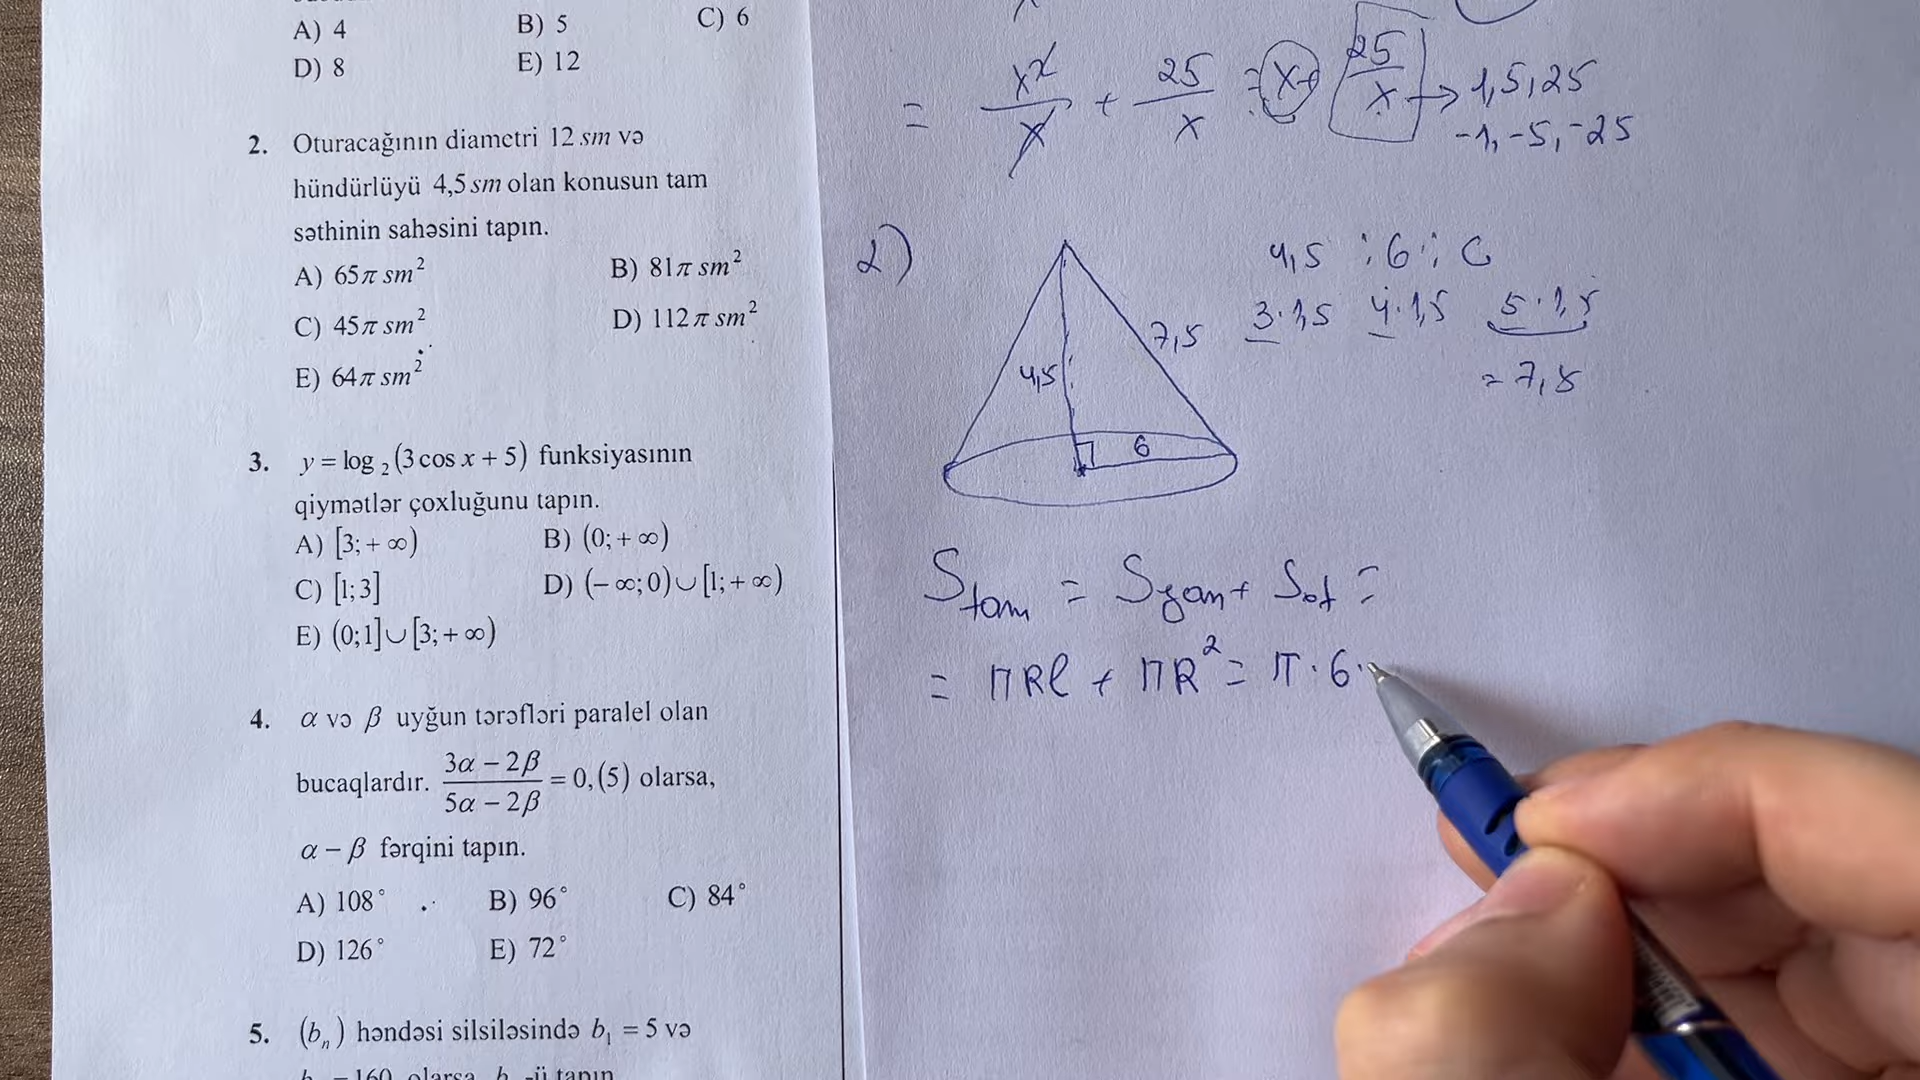 A) 4 B) 5 C) 6
D) 8 E) 12
2. Oturacağının diametri 12 sm və
hündürlüyü 4,5 sm olan konusun tam
səthinin sahəsini tapın.
A) 65π sm² B) 81π sm²
C) 45π sm² D) 112π sm²
E) 64π sm²
3. y = log₂(3 cos x + 5) funksiyasının
qiymətlər çoxluğunu tapın.
A) [3; + ∞) B) (0; + ∞)
C) [1; 3] D) (− ∞; 0) ∪ [1; + ∞)
E) (0; 1] ∪ [3; + ∞)
4. α və β uyğun tərəfləri paralel olan
bucaqlardır. (3α − 2β)/(5α − 2β) = 0,(5) olarsa,
α − β fərqini tapın.
A) 108° B) 96° C) 84°
D) 126° E) 72°
5. (bₙ) həndəsi silsiləsində b₁ = 5 və
= x²/x + 25/x = x + 25/x → 1, 5, 25
-1, -5, -25
2)
4,5 ; 6 ; C
3·1,5 4·1,5 5·1,5
= 7,5
7,5
4,5
6
Stam = Syan + Sot =
= πRl + πR² = π · 6 ·